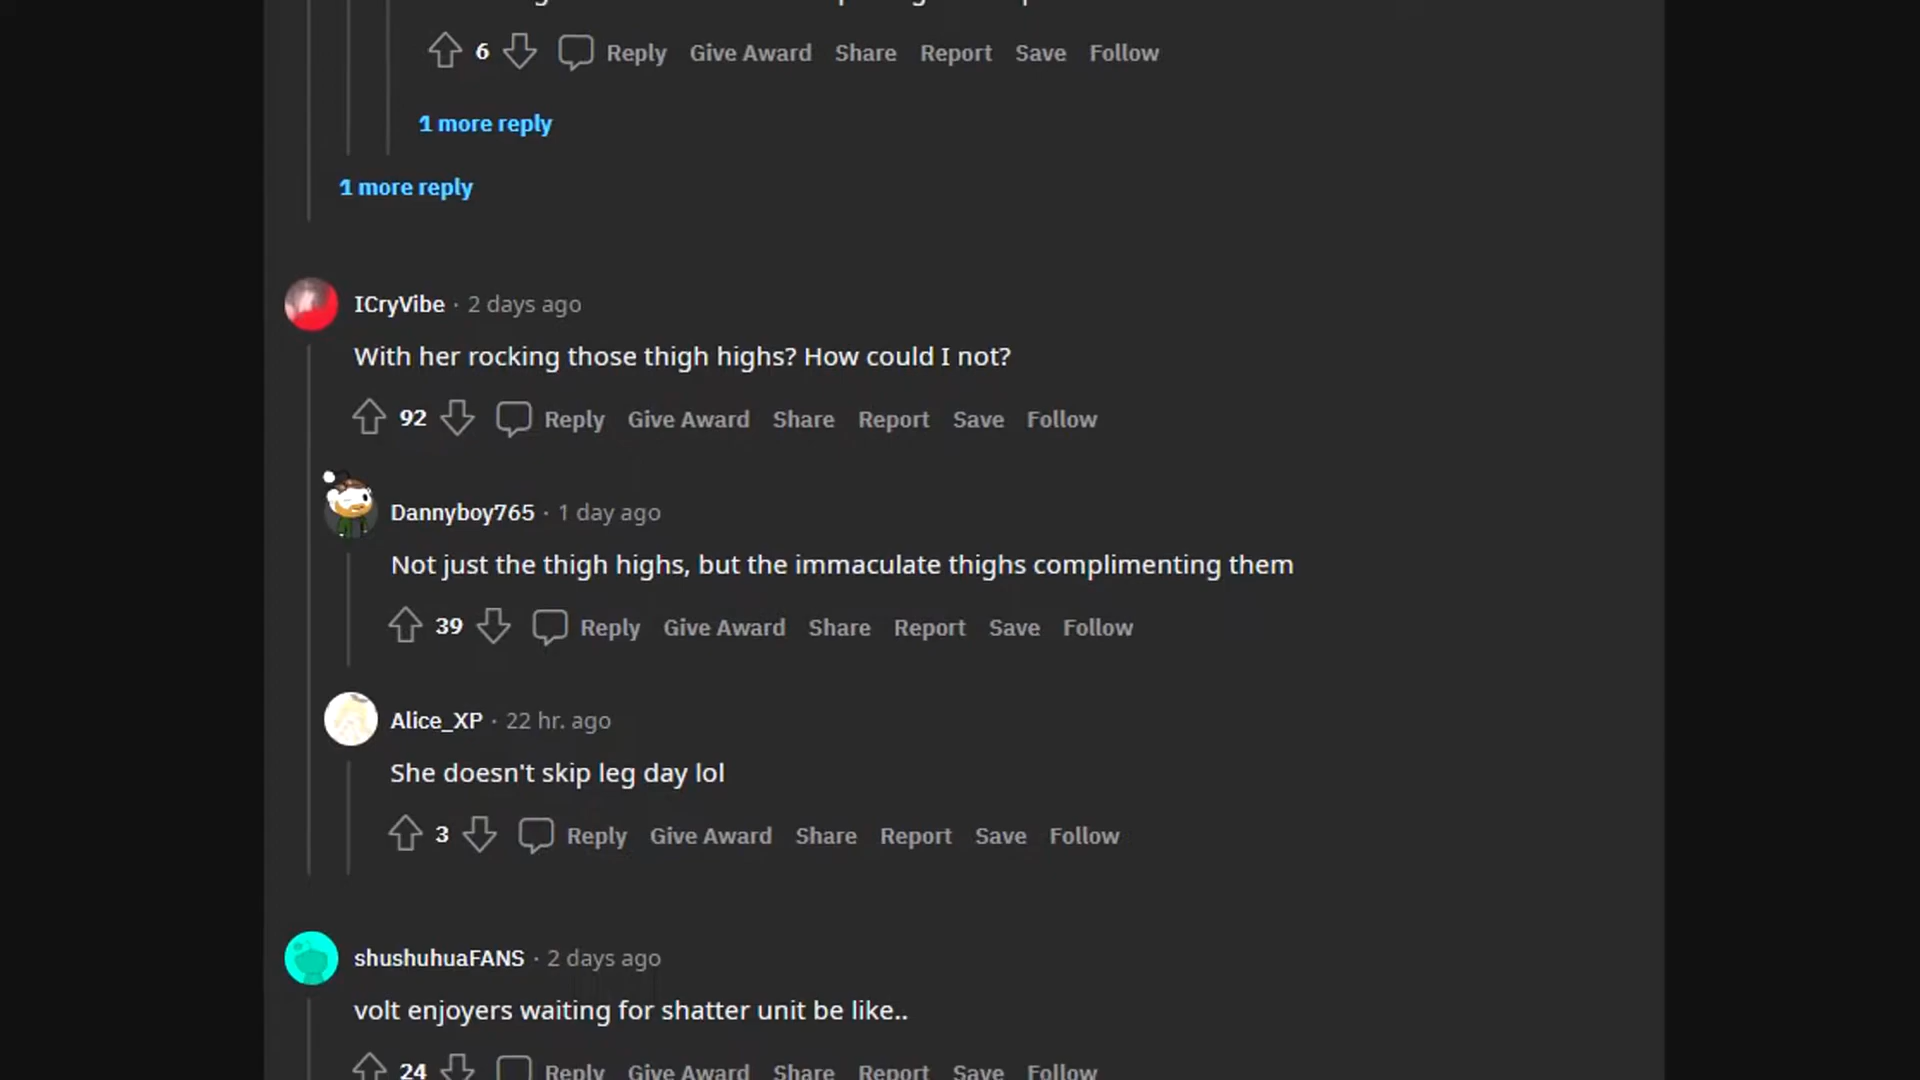 6 Reply Give Award Share Report Save Follow
1 more reply
1 more reply
ICryVibe · 2 days ago
With her rocking those thigh highs? How could I not?
92 Reply Give Award Share Report Save Follow
Dannyboy765 · 1 day ago
Not just the thigh highs, but the immaculate thighs complimenting them
39 Reply Give Award Share Report Save Follow
Alice_XP · 22 hr. ago
She doesn't skip leg day lol
3 Reply Give Award Share Report Save Follow
shushuhuaFANS · 2 days ago
volt enjoyers waiting for shatter unit be like..
24 Reply Give Award Share Report Save Follow